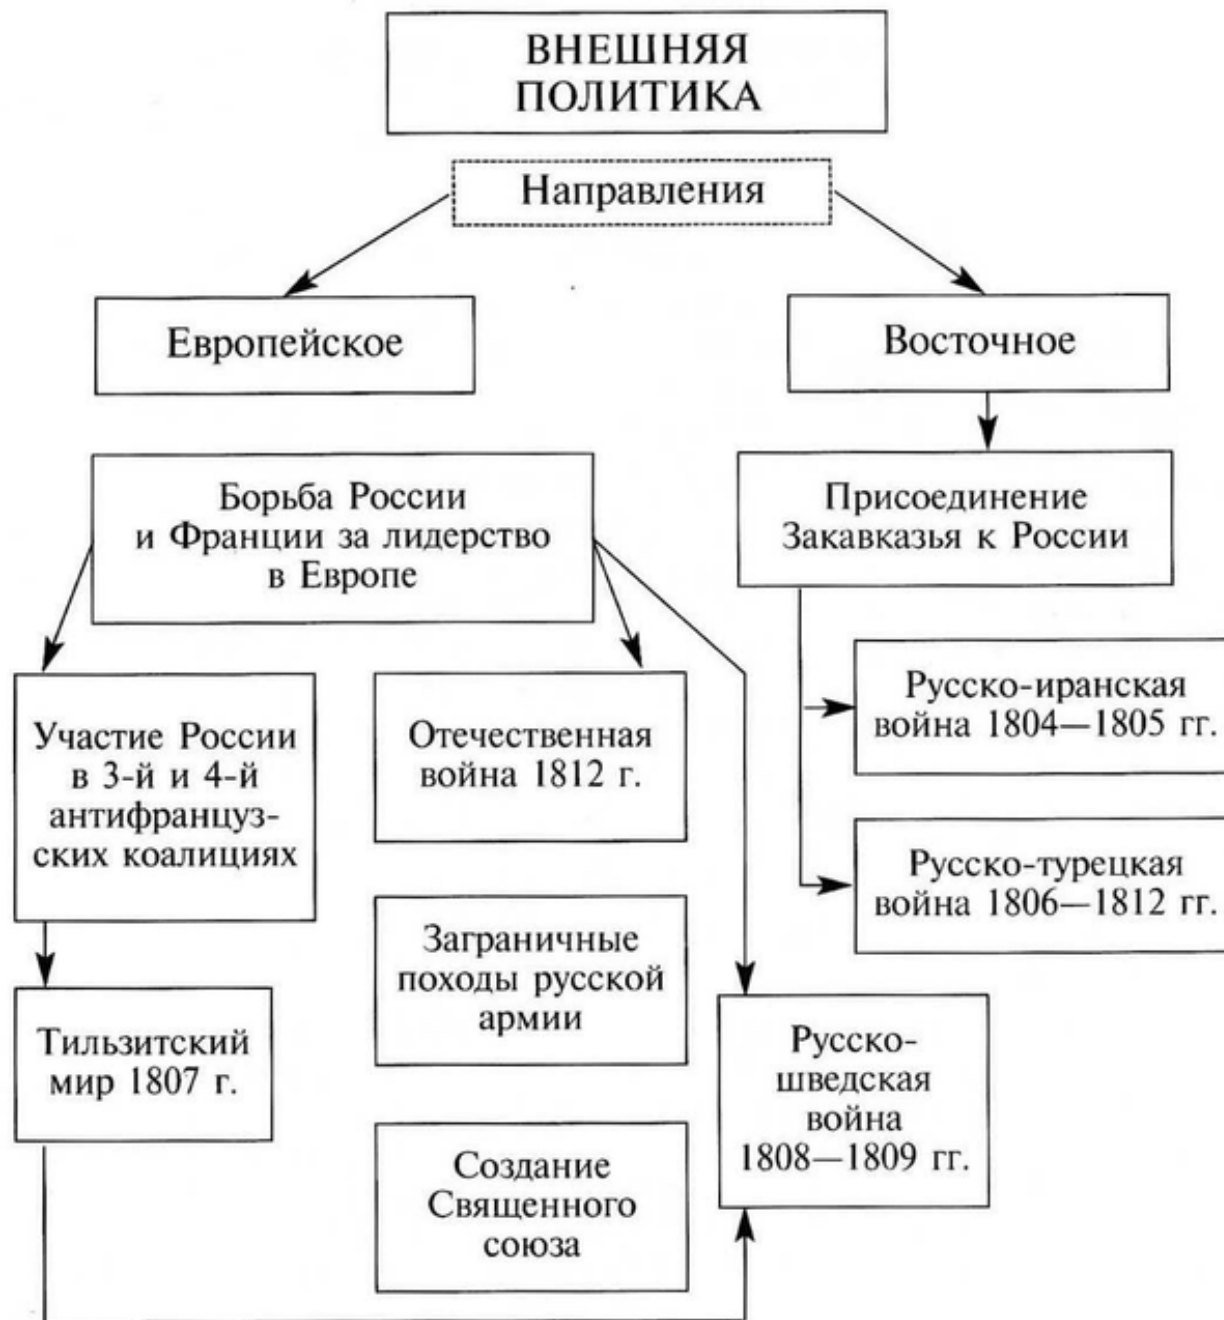 ВНЕШНЯЯ
ПОЛИТИКА
Направления
Европейское
Восточное
Борьба России
и Франции за лидерство
в Европе
Присоединение
Закавказья к России
Участие России
в 3-й и 4-й
антифранцуз-
ских коалициях
Отечественная
война 1812 г.
Русско-иранская
война 1804—1805 гг.
Русско-турецкая
война 1806—1812 гг.
Заграничные
походы русской
армии
Тильзитский
мир 1807 г.
Русско-
шведская
война
1808—1809 гг.
Создание
Священного
союза